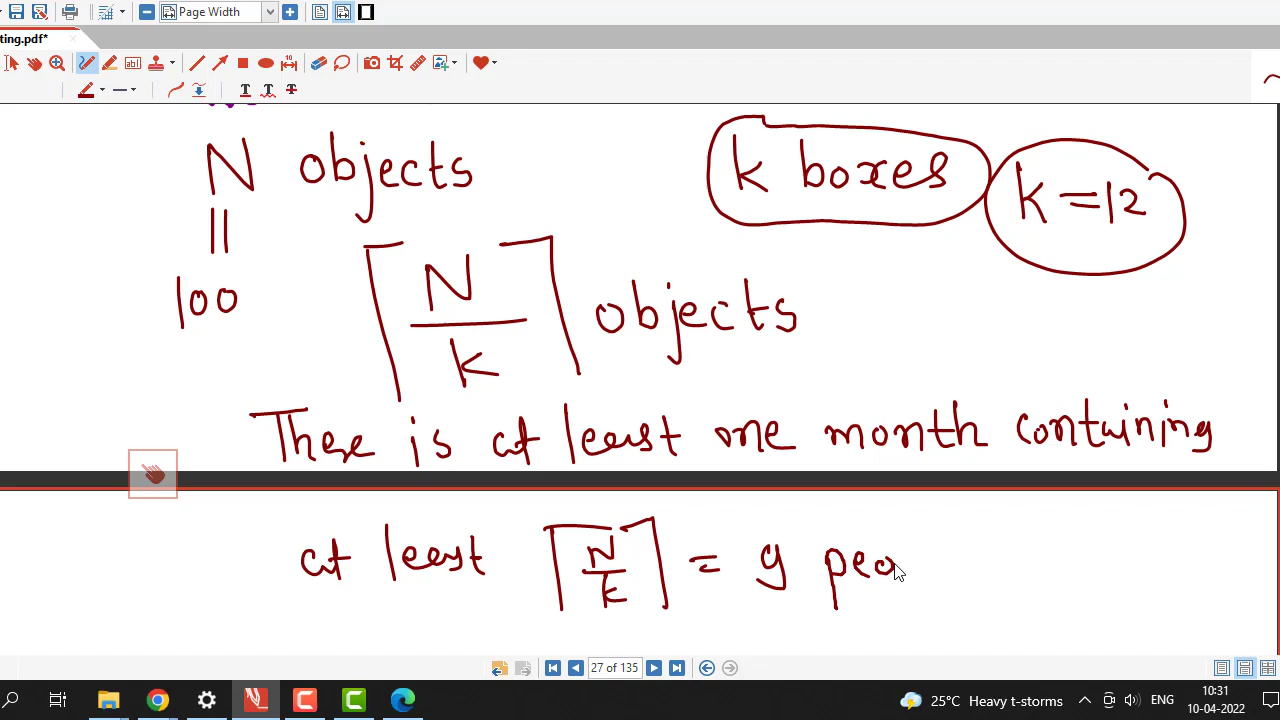 Page Width
ting.pdf*
N objects
k boxes
k = 12
||
100
⌈N/k⌉ objects
There is at least one month containing
at least ⌈N/k⌉ = 9 peo
27 of 135
25°C Heavy t-storms
ENG
10:31
10-04-2022